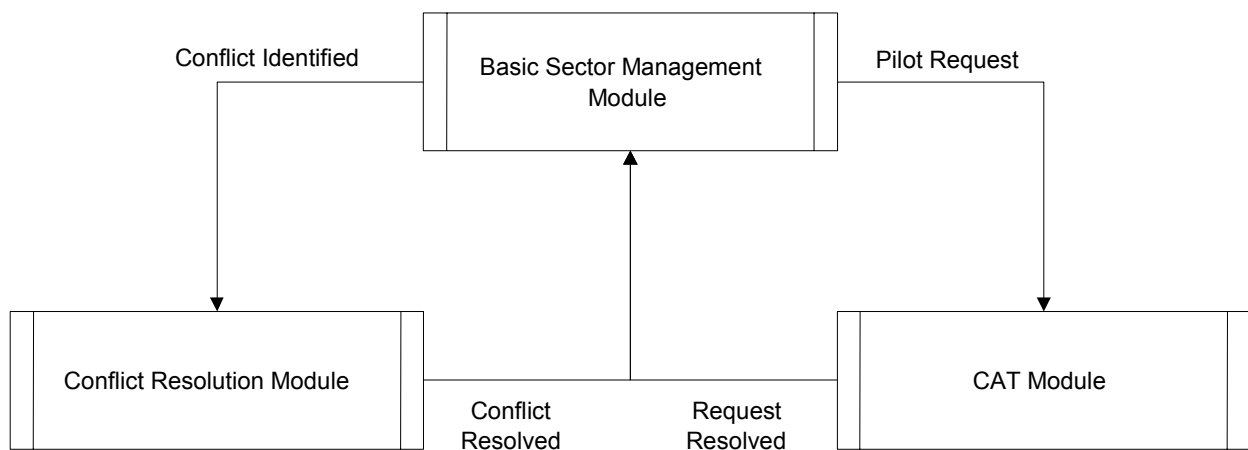 Conflict Identified
Basic Sector Management
Module
Pilot Request
Conflict Resolution Module
CAT Module
Conflict
Resolved
Request
Resolved